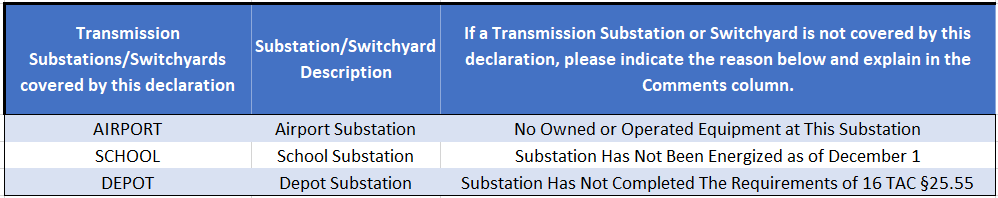 Transmission
Substations/Switchyards
covered by this declaration
Substation/Switchyard
Description
If a Transmission Substation or Switchyard is not covered by this
declaration, please indicate the reason below and explain in the
Comments column.
AIRPORT Airport Substation No Owned or Operated Equipment at This Substation
SCHOOL School Substation Substation Has Not Been Energized as of December 1
DEPOT Depot Substation Substation Has Not Completed The Requirements of 16 TAC §25.55